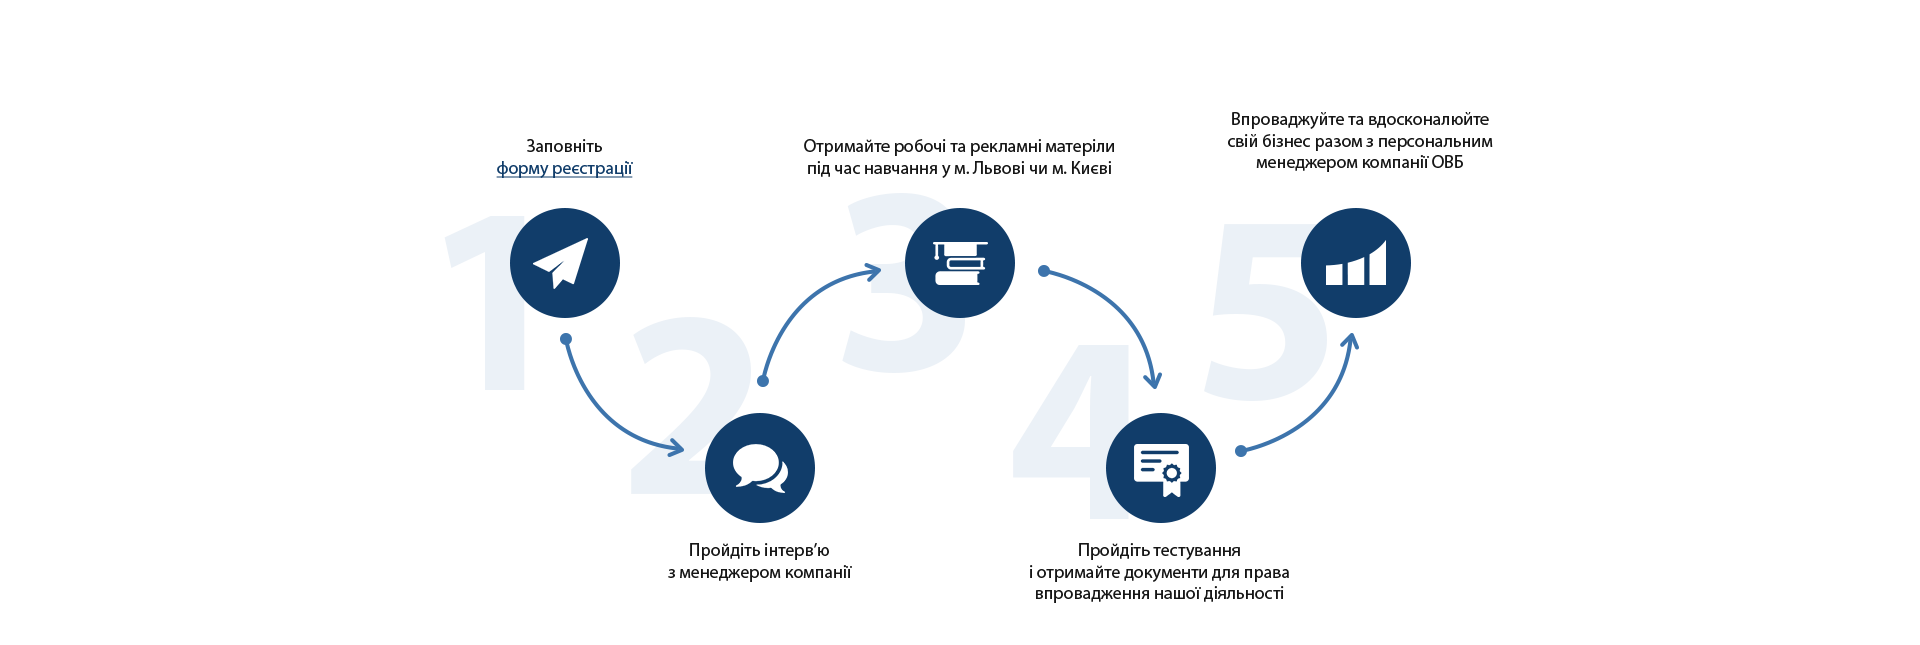 1
Заповніть
форму реєстрації
2
Пройдіть інтерв’ю
з менеджером компанії
3
Отримайте робочі та рекламні матеріли
під час навчання у м. Львові чи м. Києві
4
Пройдіть тестування
і отримайте документи для права
впровадження нашої діяльності
5
Впроваджуйте та вдосконалюйте
свій бізнес разом з персональним
менеджером компанії ОВБ